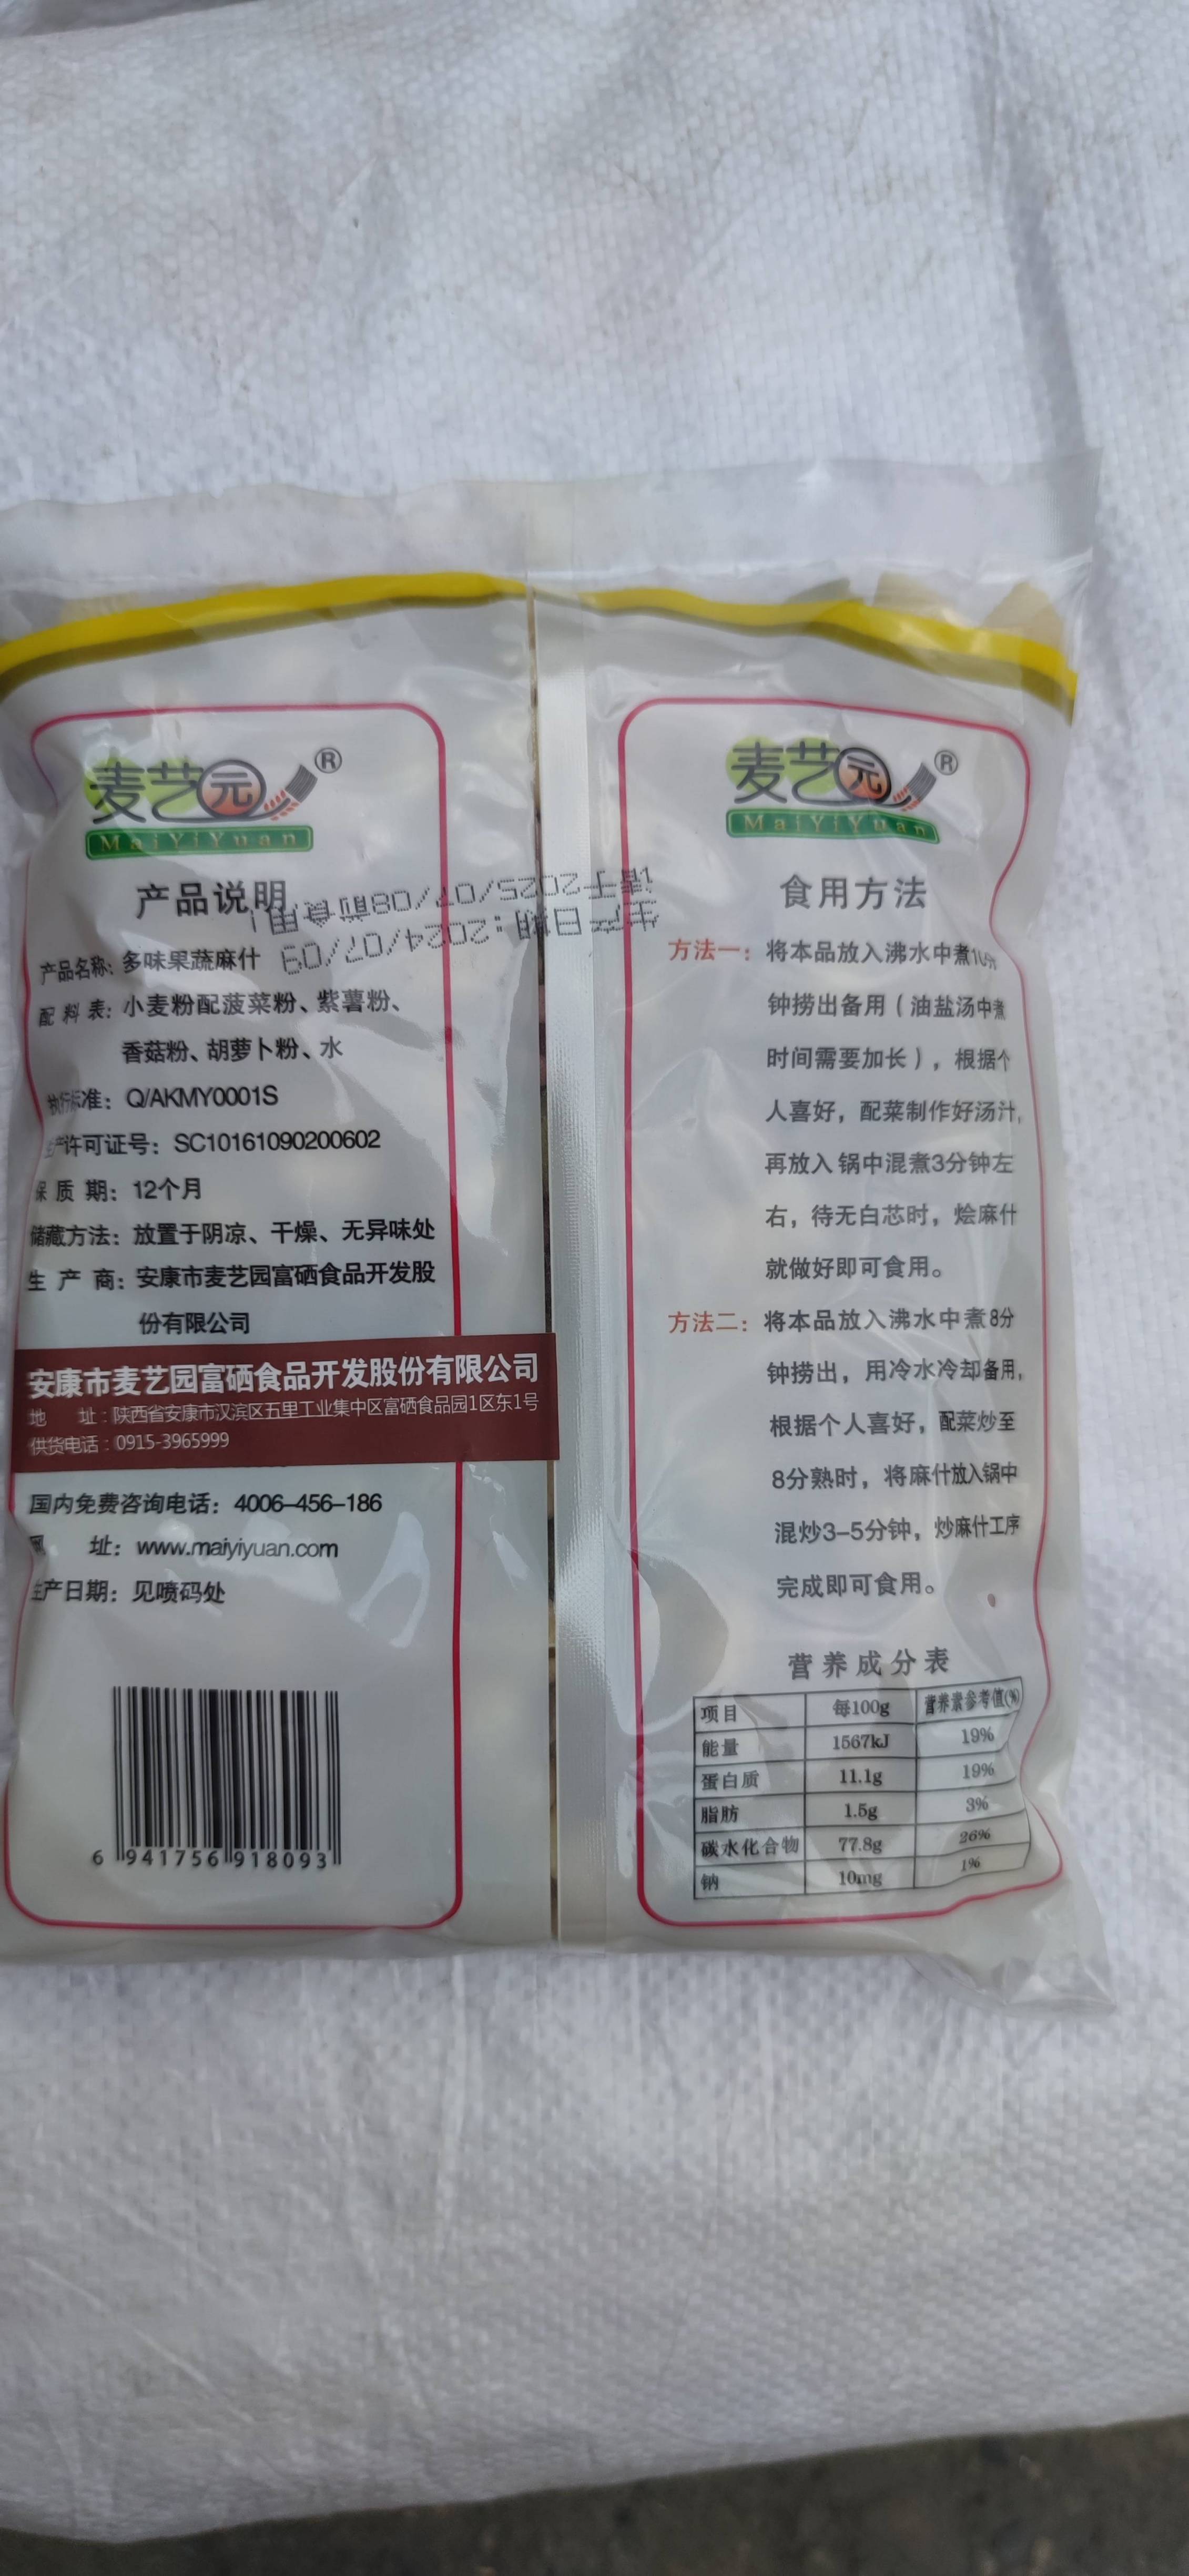 麦艺元®
MaiYiYuan
产品说明
生产日期：2024/07/09
请于2025/07/08前食用！
产品名称：多味果蔬麻什
配料表：小麦粉配菠菜粉、紫薯粉、
香菇粉、胡萝卜粉、水
执行标准：Q/AKMY0001S
生产许可证号：SC10161090200602
保质期：12个月
储藏方法：放置于阴凉、干燥、无异味处
生产商：安康市麦艺园富硒食品开发股
份有限公司
安康市麦艺园富硒食品开发股份有限公司
地 址：陕西省安康市汉滨区五里工业集中区富硒食品园1区东1号
供货电话：0915-3965999
国内免费咨询电话：4006-456-186
网 址：www.maiyiyuan.com
生产日期：见喷码处
6 941756 918093
麦艺元®
MaiYiYuan
食用方法
方法一：将本品放入沸水中煮10分
钟捞出备用（油盐汤中煮
时间需要加长），根据个
人喜好，配菜制作好汤汁，
再放入锅中混煮3分钟左
右，待无白芯时，烩麻什
就做好即可食用。
方法二：将本品放入沸水中煮8分
钟捞出，用冷水冷却备用，
根据个人喜好，配菜炒至
8分熟时，将麻什放入锅中
混炒3-5分钟，炒麻什工序
完成即可食用。
营养成分表
项目 每100g 营养素参考值(%)
能量 1567kJ 19%
蛋白质 11.1g 19%
脂肪 1.5g 3%
碳水化合物 77.8g 26%
钠 10mg 1%